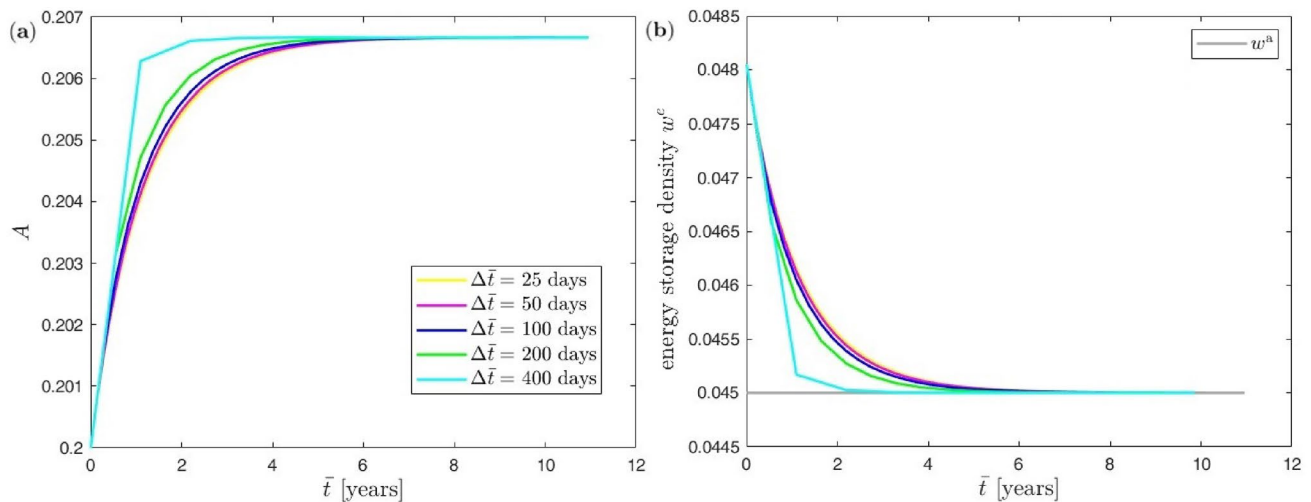 (a)
0.207
0.206
0.205
0.204
0.203
0.202
0.201
0.2
A
0 2 4 6 8 10 12
t̄ [years]
Δt̄ = 25 days
Δt̄ = 50 days
Δt̄ = 100 days
Δt̄ = 200 days
Δt̄ = 400 days
(b)
0.0485
0.048
0.0475
0.047
0.0465
0.046
0.0455
0.045
0.0445
energy storage density wᵉ
0 2 4 6 8 10 12
t̄ [years]
wᵃ